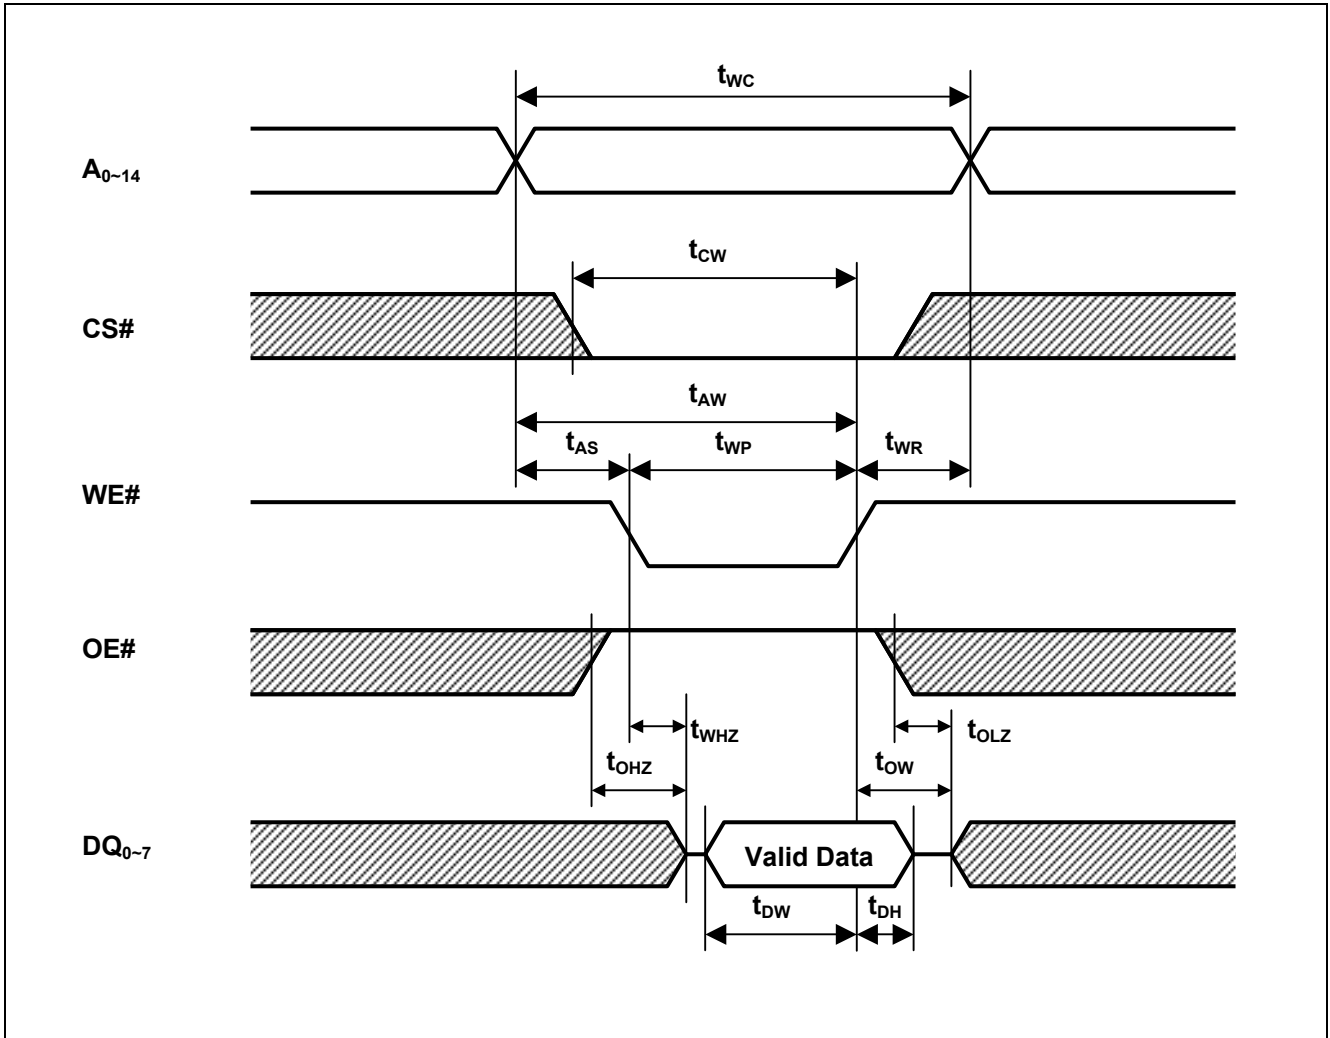 tWC
A0~14
tCW
CS#
tAW
tAS tWP tWR
WE#
OE#
tWHZ tOLZ
tOHZ tOW
DQ0~7 Valid Data
tDW tDH